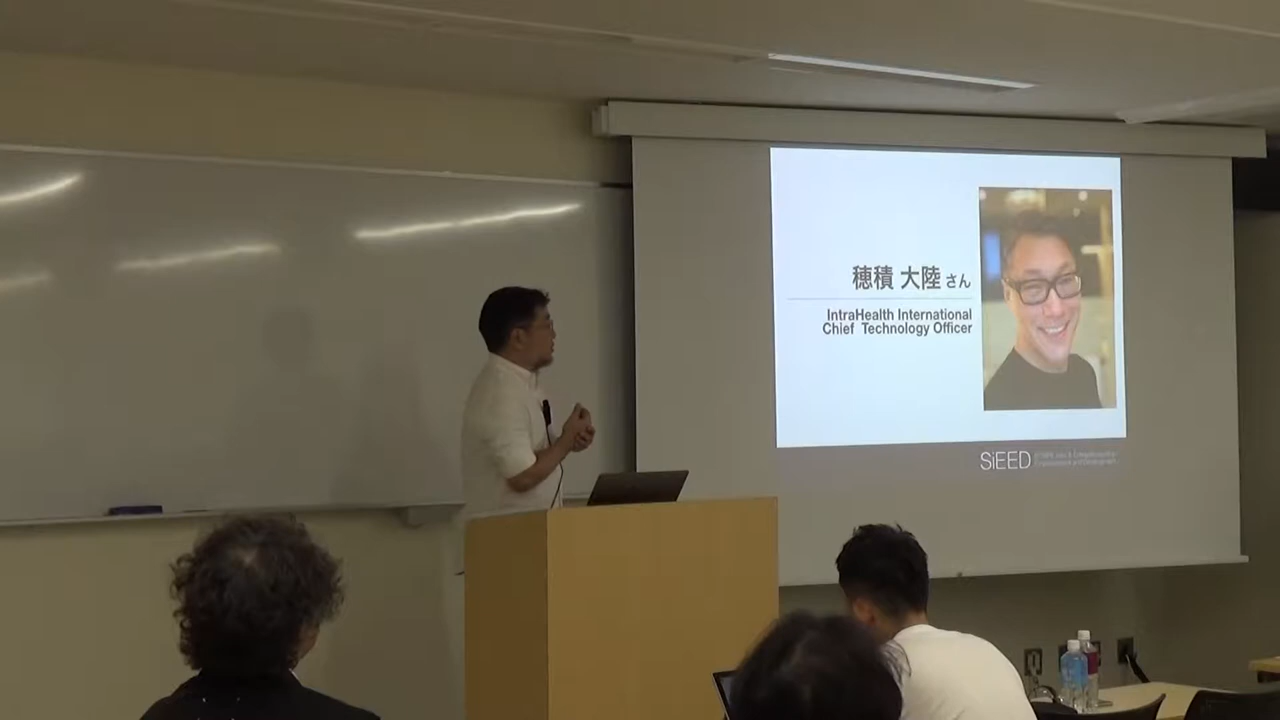 穂積 大陸 さん
IntraHealth International
Chief Technology Officer
SiEED